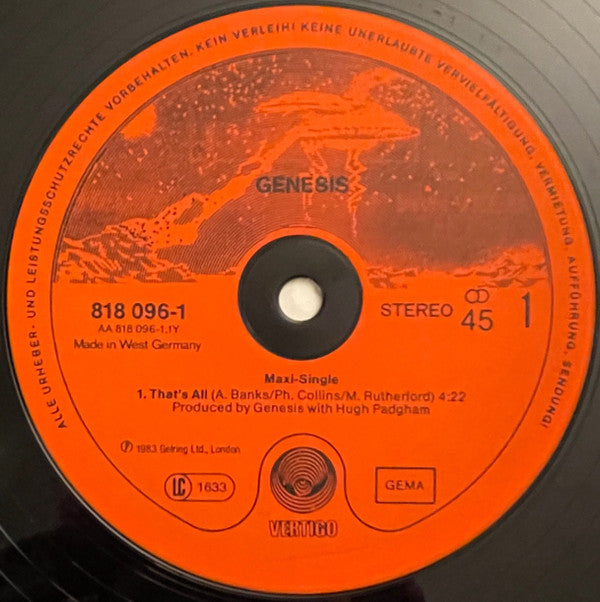 ALLE URHEBER- UND LEISTUNGSSCHUTZRECHTE VORBEHALTEN. KEIN VERLEIH! KEINE UNERLAUBTE VERVIELFÄLTIGUNG, VERMIETUNG, AUFFÜHRUNG, SENDUNG!
GENESIS
818 096-1
AA 818 096-1.1Y
Made in West Germany
STEREO
45
1
Maxi-Single
1. That's All (A. Banks/Ph. Collins/M. Rutherford) 4:22
Produced by Genesis with Hugh Padgham
Ⓟ 1983 Gelring Ltd., London
LC 1633
GEMA
VERTIGO